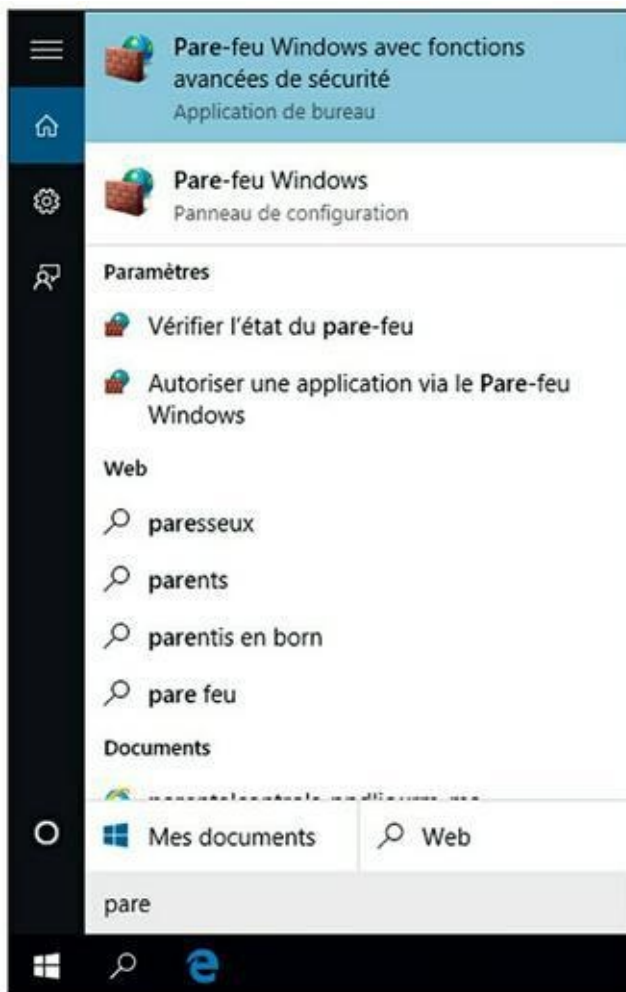 Pare-feu Windows avec fonctions
avancées de sécurité
Application de bureau
Pare-feu Windows
Panneau de configuration
Paramètres
Vérifier l'état du pare-feu
Autoriser une application via le Pare-feu
Windows
Web
paresseux
parents
parentis en born
pare feu
Documents
Mes documents
Web
pare